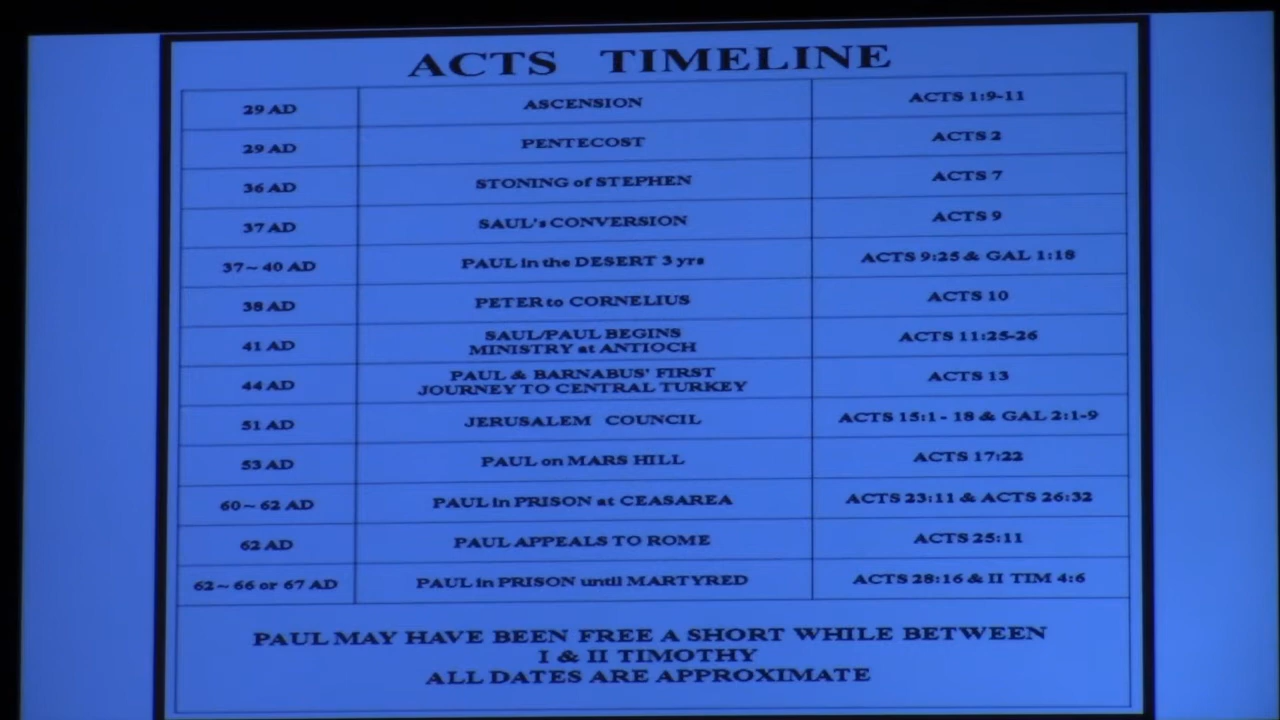 ACTS TIMELINE
29 AD ASCENSION ACTS 1:9-11
29 AD PENTECOST ACTS 2
36 AD STONING of STEPHEN ACTS 7
37 AD SAUL's CONVERSION ACTS 9
37~ 40 AD PAUL in the DESERT 3 yrs ACTS 9:25 & GAL 1:18
38 AD PETER to CORNELIUS ACTS 10
41 AD SAUL/PAUL BEGINS MINISTRY at ANTIOCH ACTS 11:25-26
44 AD PAUL & BARNABUS' FIRST JOURNEY TO CENTRAL TURKEY ACTS 13
51 AD JERUSALEM COUNCIL ACTS 15:1 - 18 & GAL 2:1-9
53 AD PAUL on MARS HILL ACTS 17:22
60~ 62 AD PAUL in PRISON at CEASAREA ACTS 23:11 & ACTS 26:32
62 AD PAUL APPEALS TO ROME ACTS 25:11
62~ 66 or 67 AD PAUL in PRISON until MARTYRED ACTS 28:16 & II TIM 4:6
PAUL MAY HAVE BEEN FREE A SHORT WHILE BETWEEN
I & II TIMOTHY
ALL DATES ARE APPROXIMATE